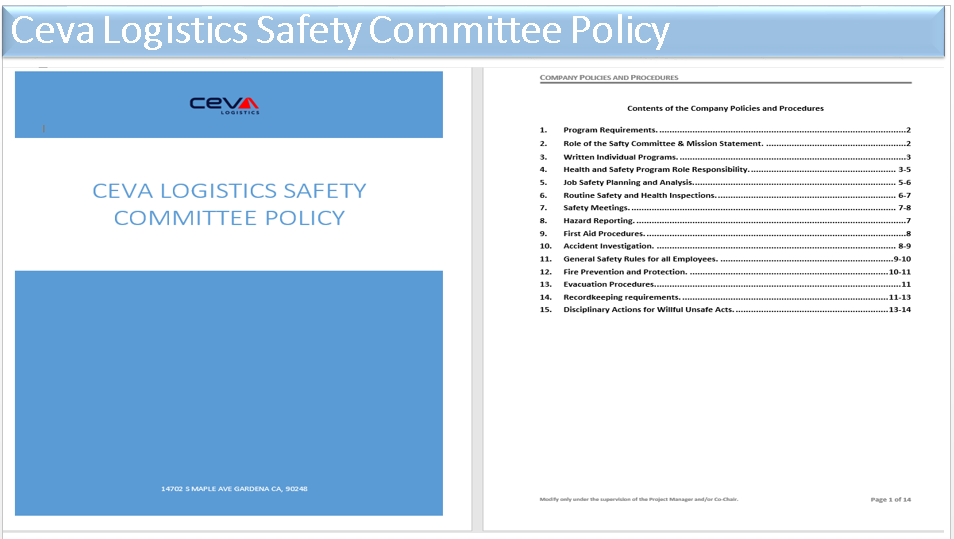 Ceva Logistics Safety Committee Policy
CEVA
LOGISTICS
CEVA LOGISTICS SAFETY
COMMITTEE POLICY
14702 S MAPLE AVE GARDENA CA, 90248
COMPANY POLICIES AND PROCEDURES
Contents of the Company Policies and Procedures
1. Program Requirements. ........ 2
2. Role of the Safty Committee & Mission Statement. ........ 2
3. Written Individual Programs. ........ 3
4. Health and Safety Program Role Responsibility. ........ 3-5
5. Job Safety Planning and Analysis. ........ 5-6
6. Routine Safety and Health Inspections. ........ 6-7
7. Safety Meetings. ........ 7-8
8. Hazard Reporting. ........ 7
9. First Aid Procedures. ........ 8
10. Accident Investigation. ........ 8-9
11. General Safety Rules for all Employees. ........ 9-10
12. Fire Prevention and Protection. ........ 10-11
13. Evacuation Procedures. ........ 11
14. Recordkeeping requirements. ........ 11-13
15. Disciplinary Actions for Willful Unsafe Acts. ........ 13-14
Modify only under the supervision of the Project Manager and/or Co-Chair.
Page 1 of 14